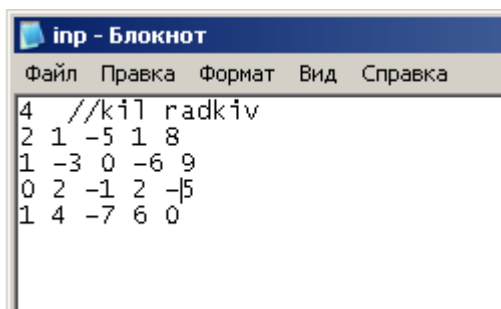 inp - Блокнот
Файл Правка Формат Вид Справка
4 //kil radkiv
2 1 -5 1 8
1 -3 0 -6 9
0 2 -1 2 -5
1 4 -7 6 0